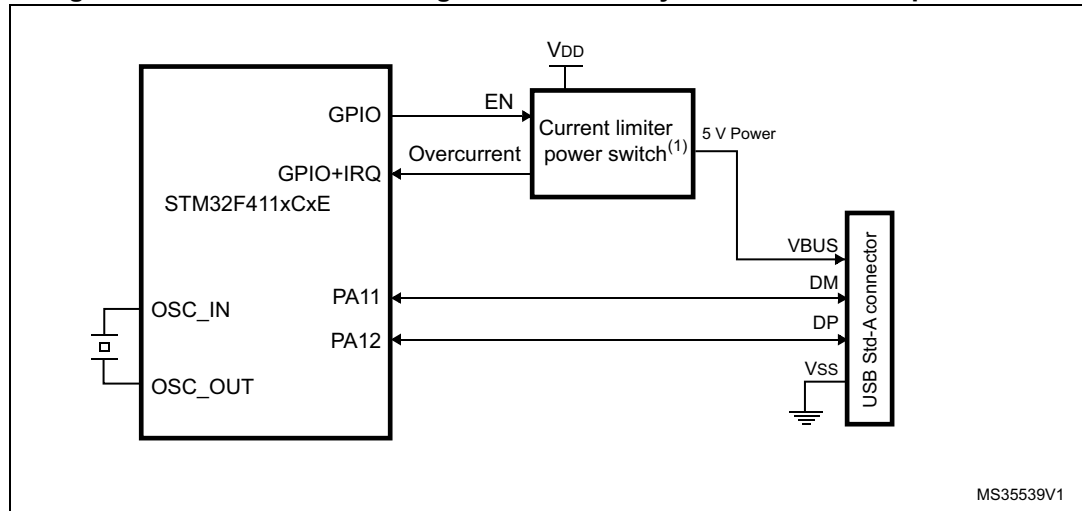 VDD
GPIO
EN
Current limiter
power switch(1)
5 V Power
Overcurrent
GPIO+IRQ
STM32F411xCxE
VBUS
DM
OSC_IN
PA11
DP
PA12
VSS
OSC_OUT
USB Std-A connector
MS35539V1